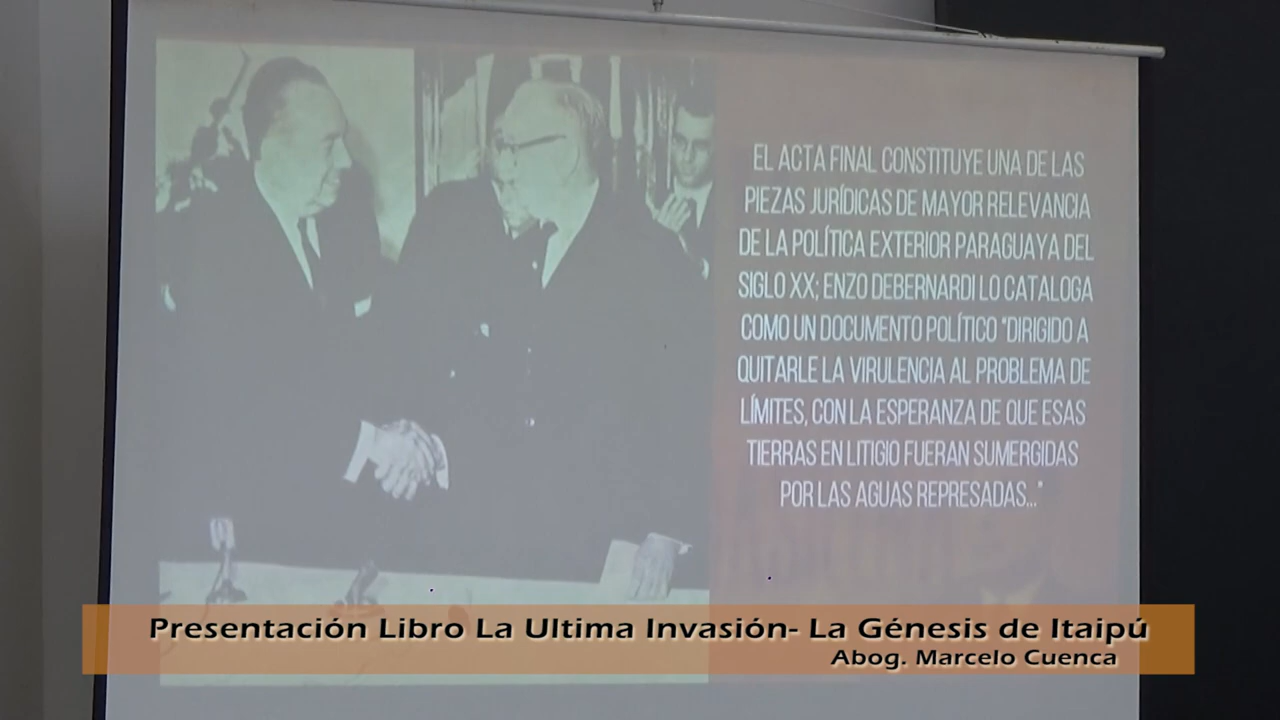 EL ACTA FINAL CONSTITUYE UNA DE LAS
PIEZAS JURÍDICAS DE MAYOR RELEVANCIA
DE LA POLÍTICA EXTERIOR PARAGUAYA DEL
SIGLO XX; ENZO DEBERNARDI LO CATALOGA
COMO UN DOCUMENTO POLÍTICO "DIRIGIDO A
QUITARLE LA VIRULENCIA AL PROBLEMA DE
LÍMITES, CON LA ESPERANZA DE QUE ESAS
TIERRAS EN LITIGIO FUERAN SUMERGIDAS
POR LAS AGUAS REPRESADAS..."
Presentación Libro La Ultima Invasión- La Génesis de Itaipú
Abog. Marcelo Cuenca